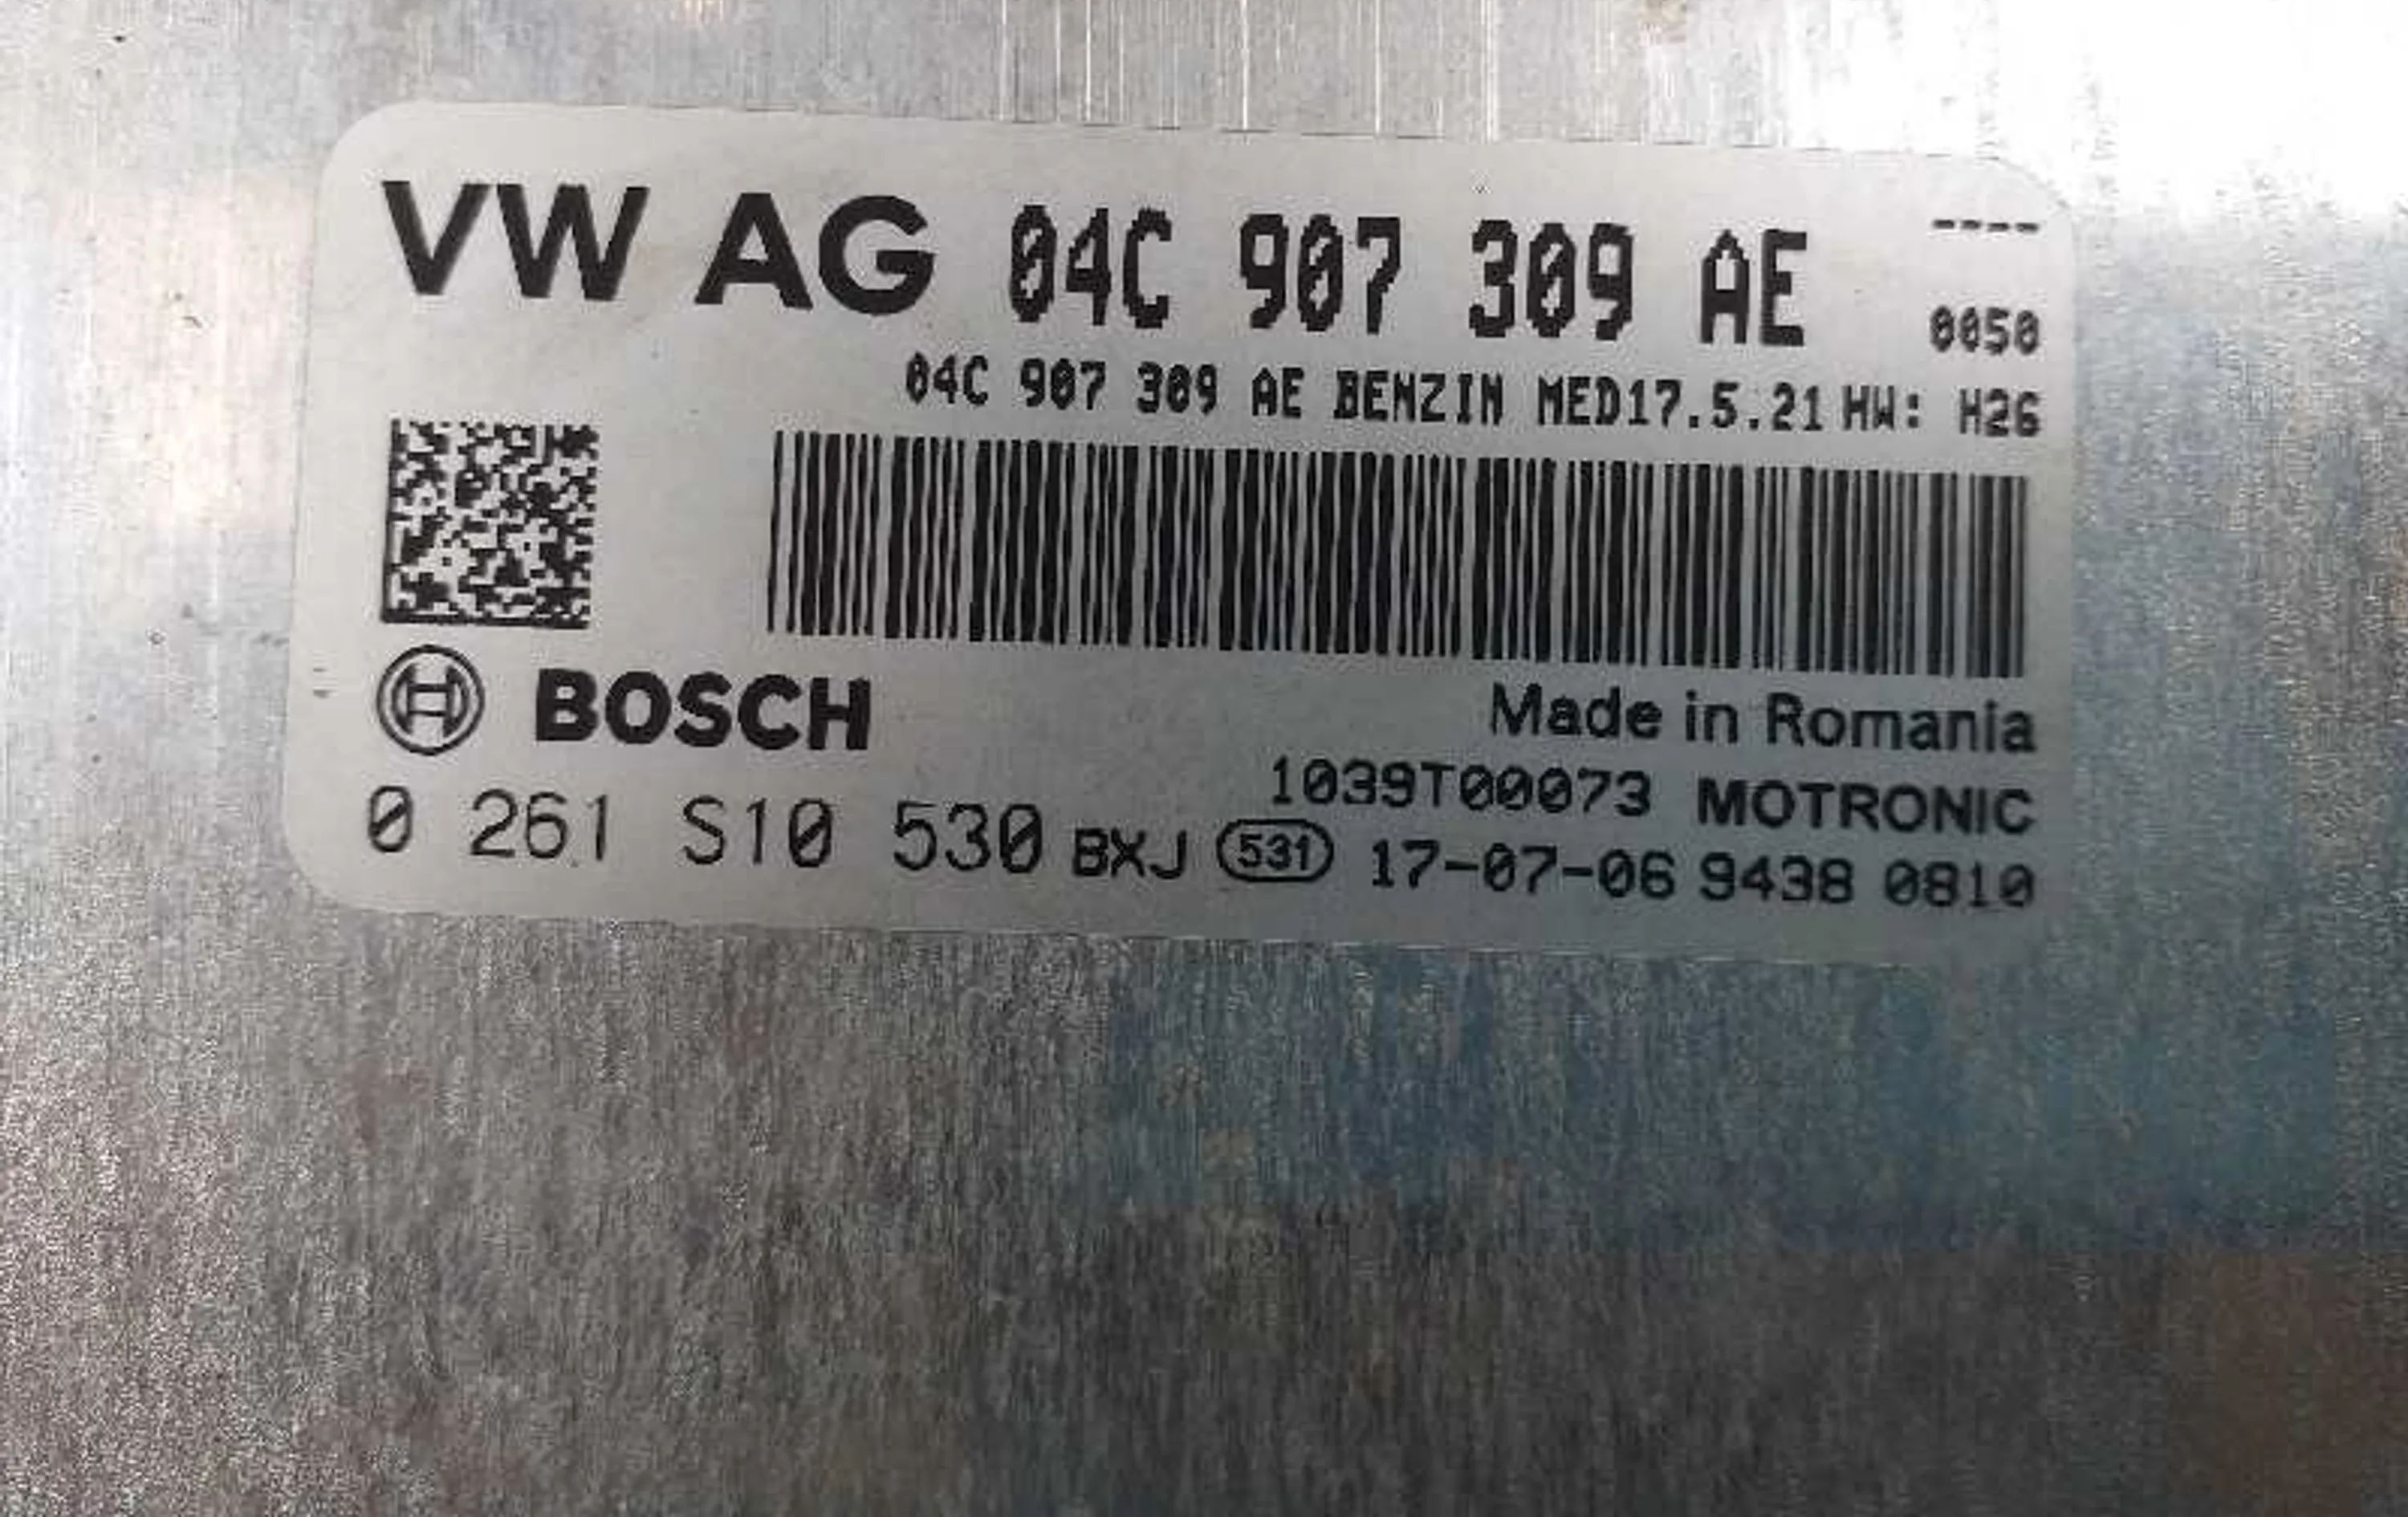 VW AG 04C 907 309 AE ----
0050
04C 907 309 AE BENZIN MED17.5.21 HW: H26
BOSCH
Made in Romania
1039T00073 MOTRONIC
0 261 S10 530 BXJ 531 17-07-06 9438 0810